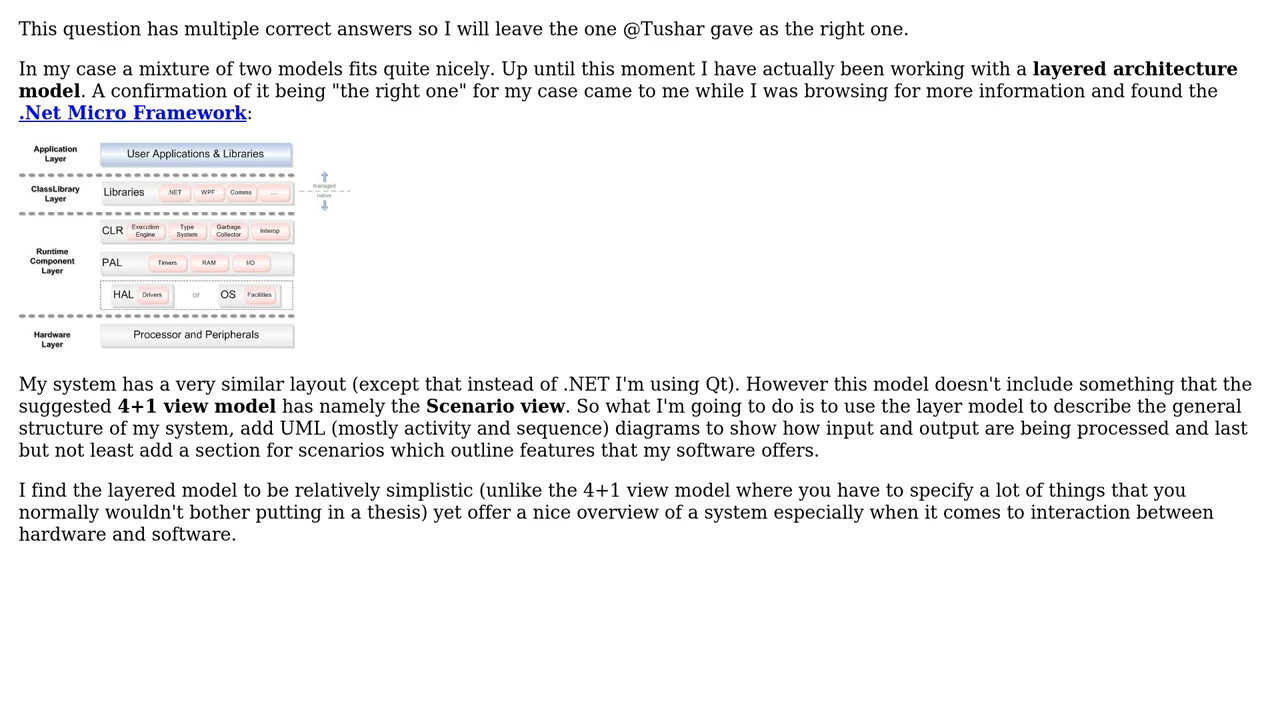 This question has multiple correct answers so I will leave the one @Tushar gave as the right one.
In my case a mixture of two models fits quite nicely. Up until this moment I have actually been working with a layered architecture
model. A confirmation of it being "the right one" for my case came to me while I was browsing for more information and found the
.Net Micro Framework:
Application
Layer
User Applications & Libraries
ClassLibrary
Layer
Libraries .NET WPF Comms ...
managed
native
Runtime
Component
Layer
CLR Execution Engine Type System Garbage Collector Interop
PAL Timers RAM I/O
HAL Drivers or OS Facilities
Hardware
Layer
Processor and Peripherals
My system has a very similar layout (except that instead of .NET I'm using Qt). However this model doesn't include something that the
suggested 4+1 view model has namely the Scenario view. So what I'm going to do is to use the layer model to describe the general
structure of my system, add UML (mostly activity and sequence) diagrams to show how input and output are being processed and last
but not least add a section for scenarios which outline features that my software offers.
I find the layered model to be relatively simplistic (unlike the 4+1 view model where you have to specify a lot of things that you
normally wouldn't bother putting in a thesis) yet offer a nice overview of a system especially when it comes to interaction between
hardware and software.